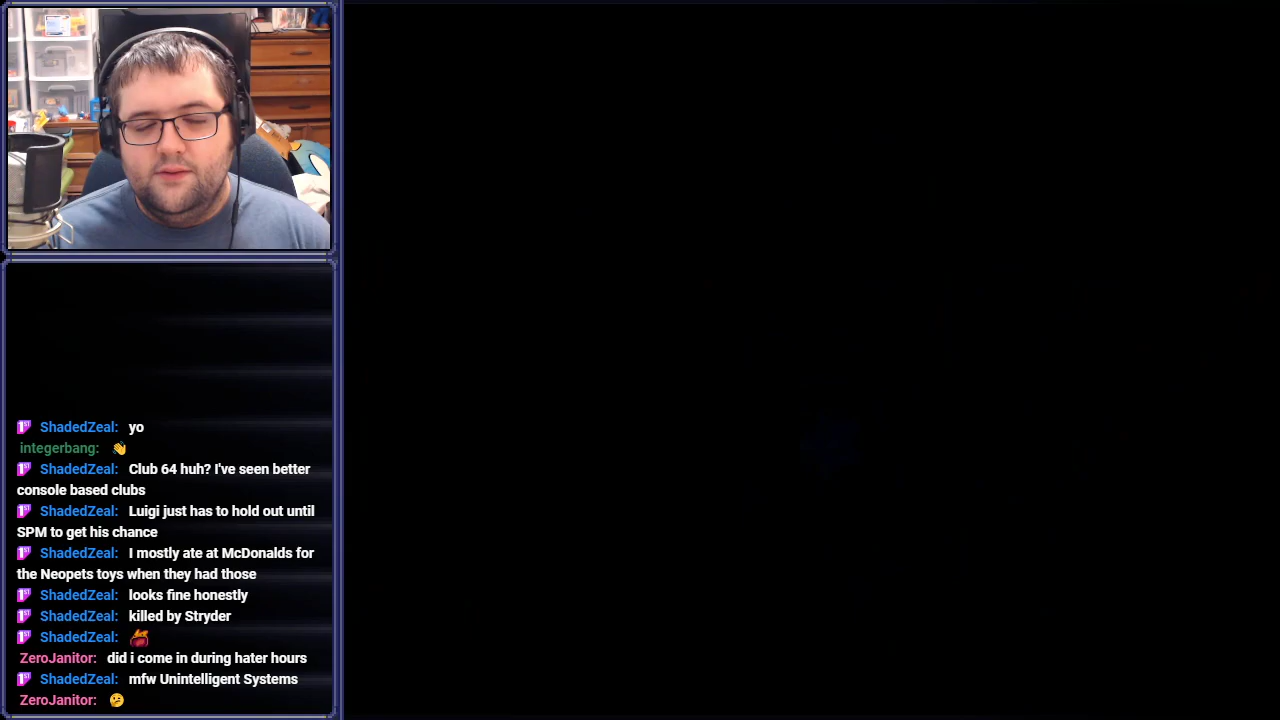 ShadedZeal: yo
integerbang: 👋
ShadedZeal: Club 64 huh? I've seen better
console based clubs
ShadedZeal: Luigi just has to hold out until
SPM to get his chance
ShadedZeal: I mostly ate at McDonalds for
the Neopets toys when they had those
ShadedZeal: looks fine honestly
ShadedZeal: killed by Stryder
ShadedZeal:
ZeroJanitor: did i come in during hater hours
ShadedZeal: mfw Unintelligent Systems
ZeroJanitor: 🤔